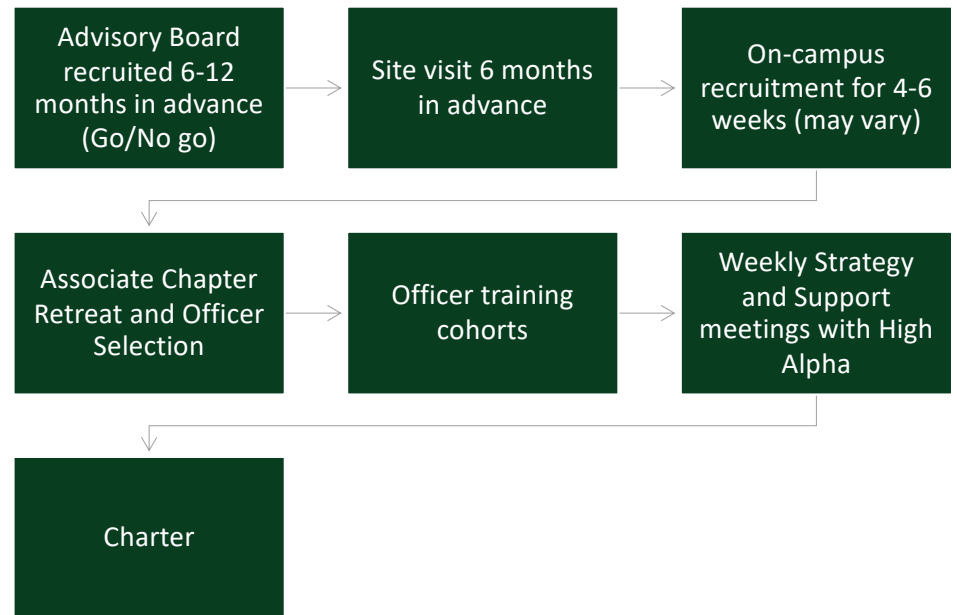 Advisory Board
recruited 6-12
months in advance
(Go/No go)
Site visit 6 months
in advance
On-campus
recruitment for 4-6
weeks (may vary)
Associate Chapter
Retreat and Officer
Selection
Officer training
cohorts
Weekly Strategy
and Support
meetings with High
Alpha
Charter